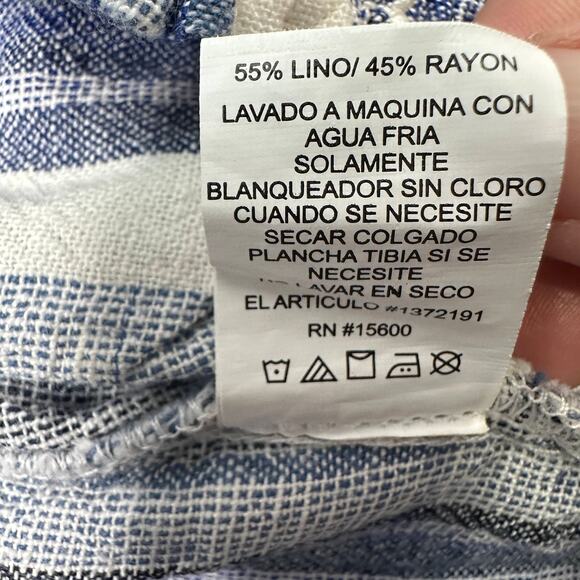 55% LINO/ 45% RAYON
LAVADO A MAQUINA CON
AGUA FRIA
SOLAMENTE
BLANQUEADOR SIN CLORO
CUANDO SE NECESITE
SECAR COLGADO
PLANCHA TIBIA SI SE
NECESITE
LAVAR EN SECO
EL ARTICULO #1372191
RN #15600